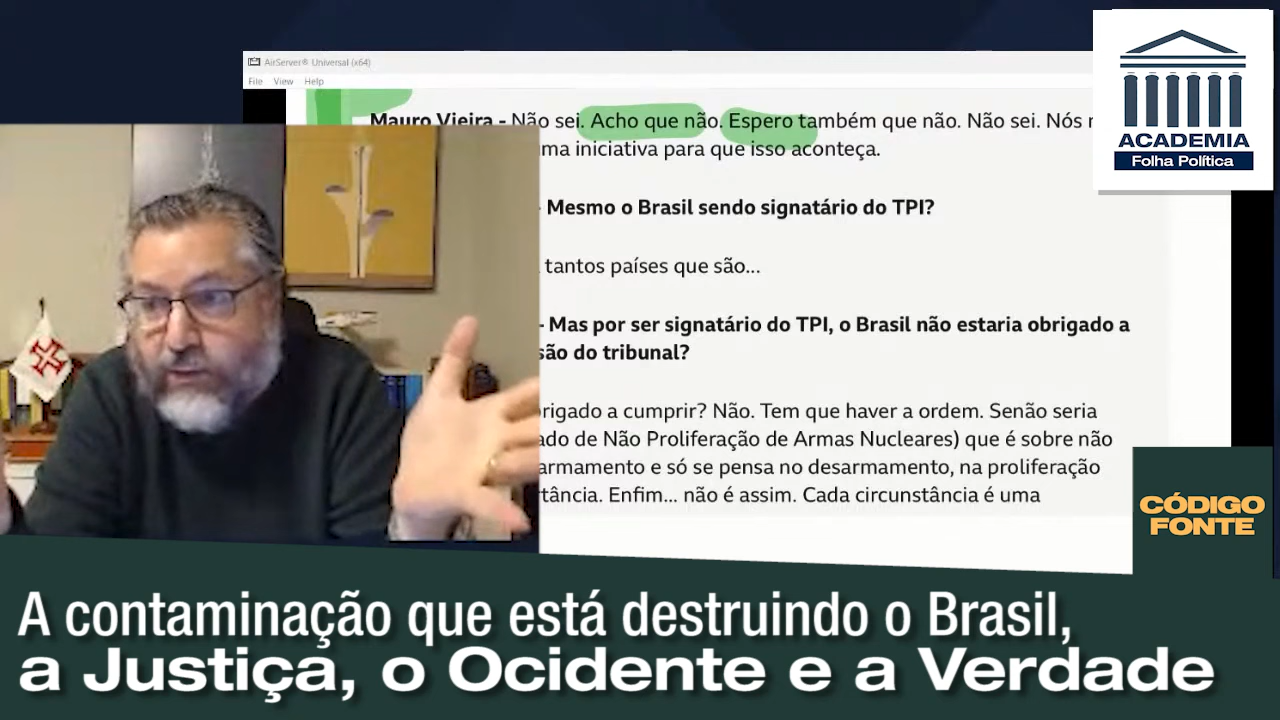 AirServer® Universal (x64)
File View Help
Mauro Vieira - Não sei. Acho que não. Espero também que não. Não sei. Nós
ma iniciativa para que isso aconteça.
- Mesmo o Brasil sendo signatário do TPI?
tantos países que são...
- Mas por ser signatário do TPI, o Brasil não estaria obrigado a
são do tribunal?
rigado a cumprir? Não. Tem que haver a ordem. Senão seria
ado de Não Proliferação de Armas Nucleares) que é sobre não
armamento e só se pensa no desarmamento, na proliferação
tância. Enfim... não é assim. Cada circunstância é uma
ACADEMIA
Folha Política
CÓDIGO
FONTE
A contaminação que está destruindo o Brasil,
a Justiça, o Ocidente e a Verdade